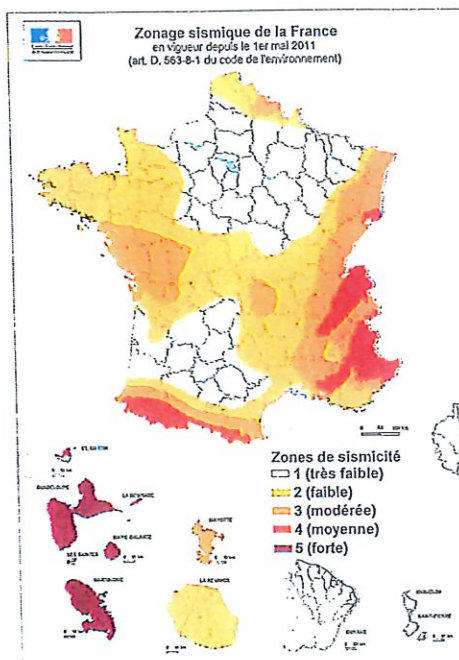 Zonage sismique de la France
en vigueur depuis le 1er mai 2011
(art. D. 563-8-1 du code de l'environnement)
Zones de sismicité
1 (très faible)
2 (faible)
3 (modérée)
4 (moyenne)
5 (forte)
GUADELOUPE
LA DESIRADE
LES SAINTES
MARIE-GALANTE
MAYOTTE
MARTINIQUE
LA REUNION
GUYANE